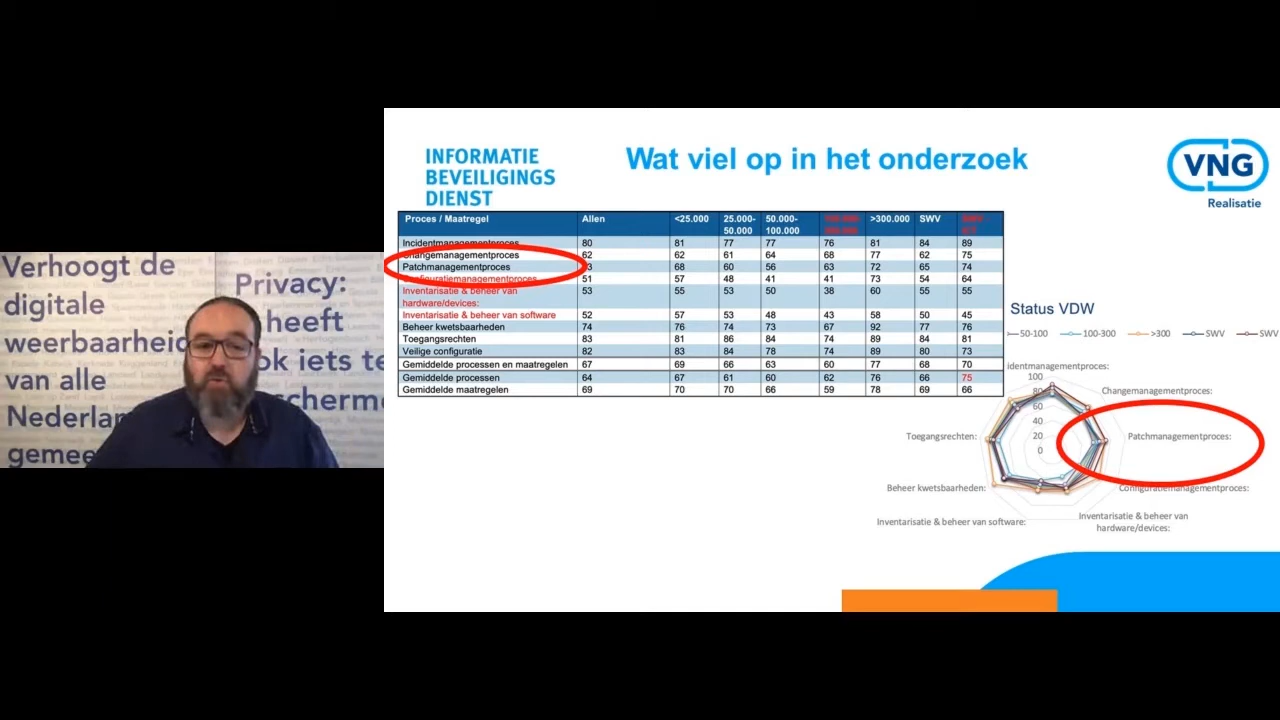 Verhoogt de
digitale
weerbaarheid
van alle
Nederla
gemee
Privacy:
heeft
ok iets te
scherme
INFORMATIE
BEVEILIGINGS
DIENST
Wat viel op in het onderzoek
VNG
Realisatie
Proces / Maatregel Allen <25.000 25.000-50.000 50.000-100.000 >300.000 SWV
Incidentmanagementproces 80 81 77 77 76 81 84 89
Changemanagementproces 62 62 61 64 68 77 62 75
Patchmanagementproces 3 68 60 56 63 72 65 74
Configuratiemanagementproces 51 57 48 41 41 73 54 64
Inventarisatie & beheer van hardware/devices: 53 55 53 50 38 60 55 55
Inventarisatie & beheer van software 52 57 53 48 43 58 50 45
Beheer kwetsbaarheden 74 76 74 73 67 92 77 76
Toegangsrechten 83 84 86 84 74 89 84 81
Veilige configuratie 82 83 84 78 74 89 80 73
Gemiddelde processen en maatregelen 67 69 66 63 60 77 68 70
Gemiddelde processen 64 67 61 60 62 76 66 75
Gemiddelde maatregelen 69 70 70 66 59 78 69 66
Status VDW
50-100 100-300 >300 SWV SWV
identmanagementproces:
100
80
60
40
20
0
Changemanagementproces:
Patchmanagementproces:
Configuratiemanagementproces:
Inventarisatie & beheer van
hardware/devices:
Inventarisatie & beheer van software:
Beheer kwetsbaarheden:
Toegangsrechten: